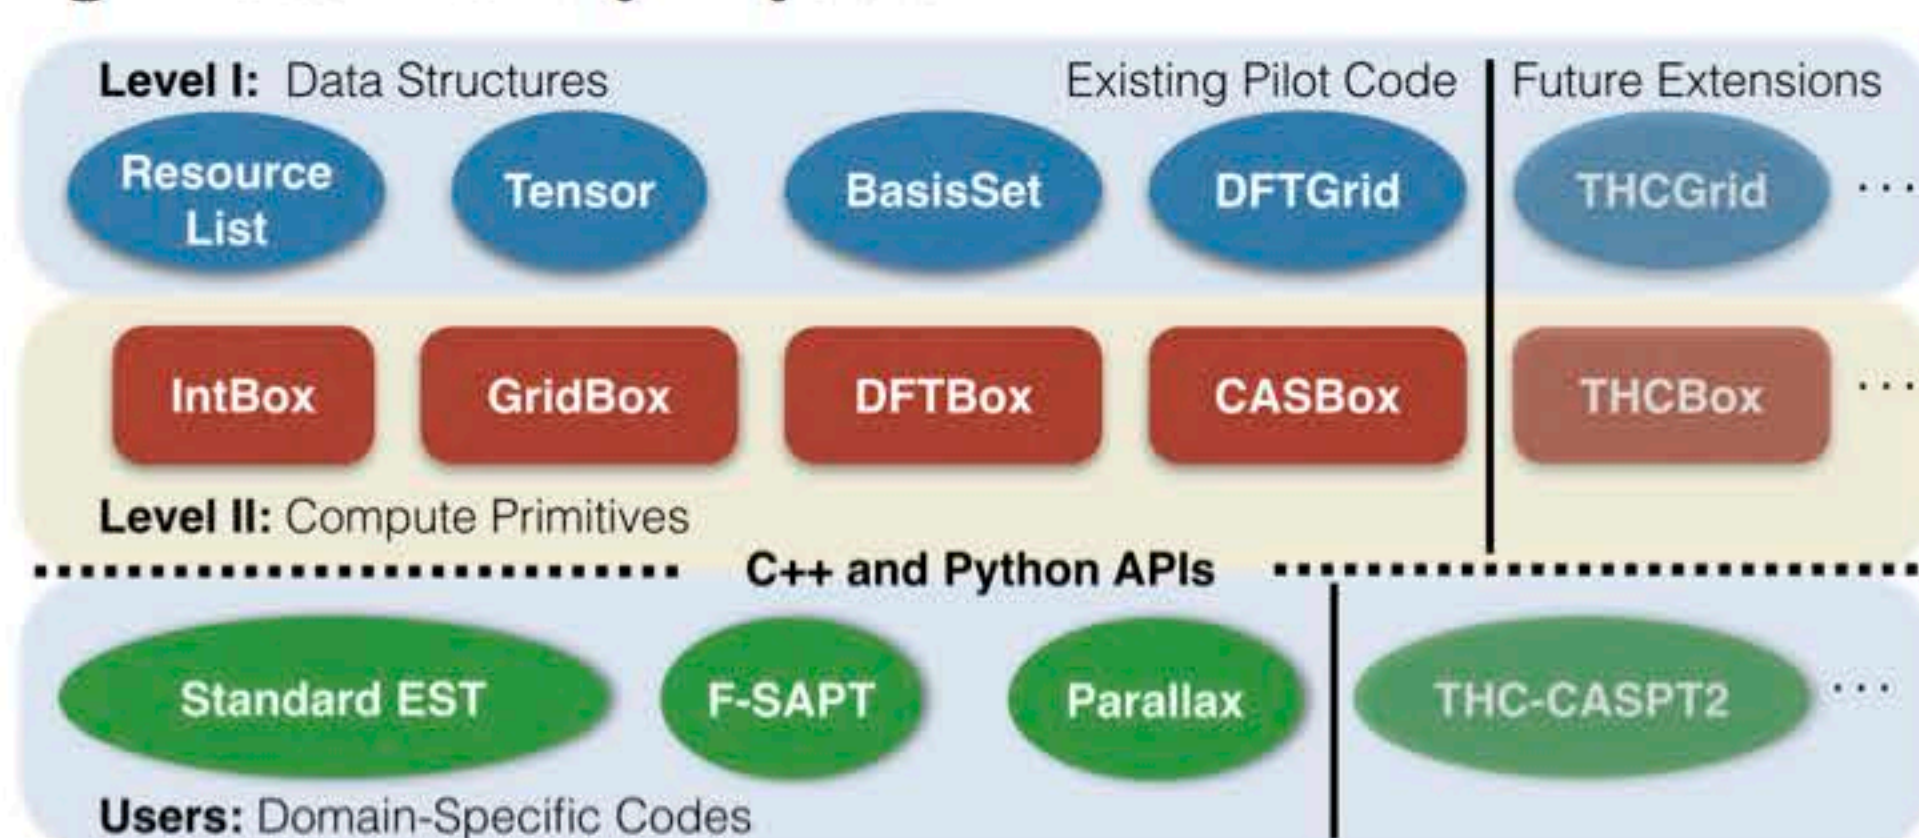 Level I: Data Structures
Existing Pilot Code
Future Extensions
Resource
List
Tensor
BasisSet
DFTGrid
THCGrid
...
IntBox
GridBox
DFTBox
CASBox
THCBox
...
Level II: Compute Primitives
C++ and Python APIs
Standard EST
F-SAPT
Parallax
THC-CASPT2
...
Users: Domain-Specific Codes